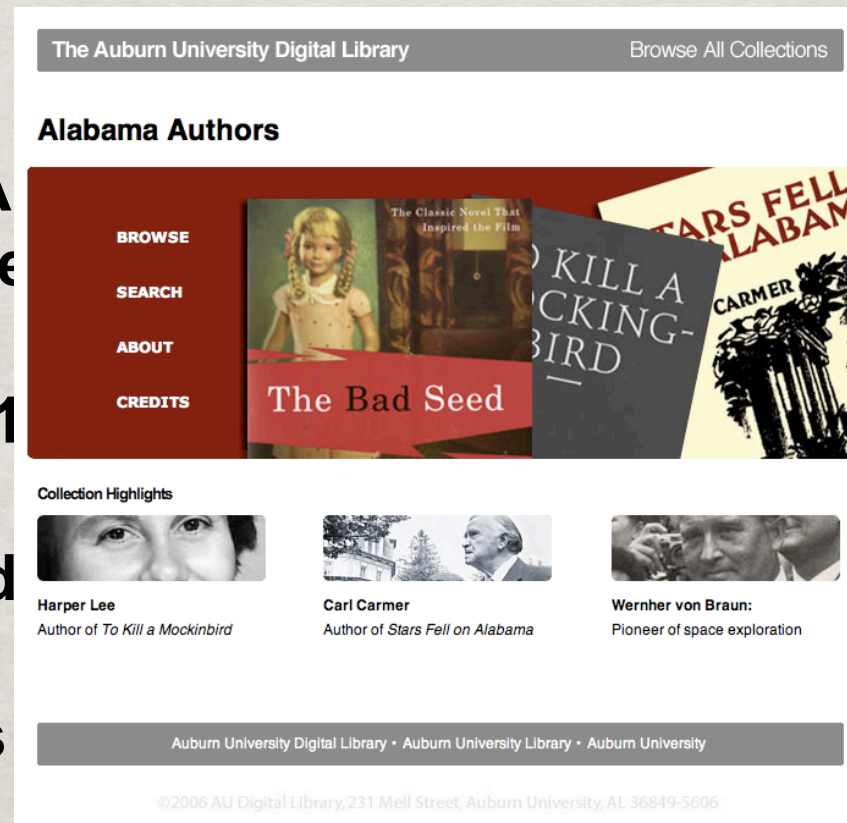 The Auburn University Digital Library
Browse All Collections
Alabama Authors
BROWSE
SEARCH
ABOUT
CREDITS
The Classic Novel That
Inspired the Film
The Bad Seed
KILL A
CKING-
BIRD
STARS FELL
ALABAM
CARMER
Collection Highlights
Harper Lee
Author of To Kill a Mockinbird
Carl Carmer
Author of Stars Fell on Alabama
Wernher von Braun:
Pioneer of space exploration
Auburn University Digital Library • Auburn University Library • Auburn University
©2006 AU Digital Library, 231 Mell Street, Auburn University, AL 36849-5606